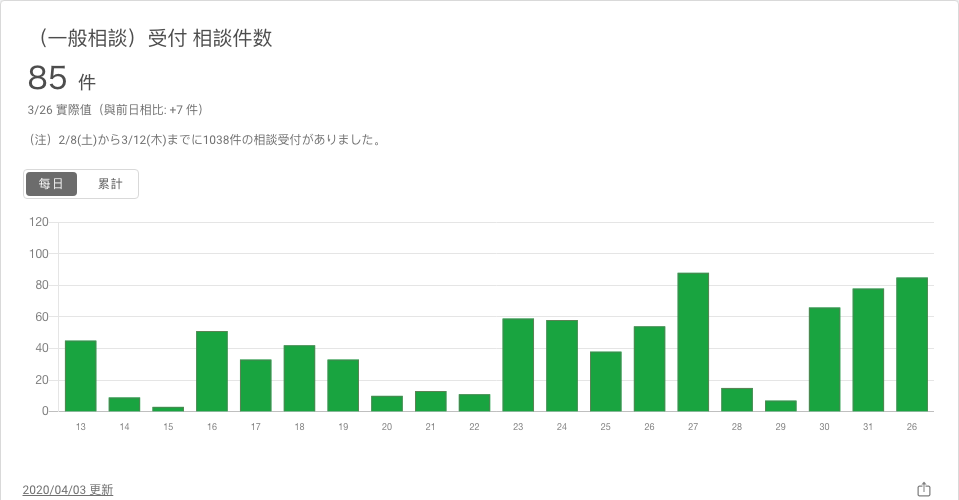 （一般相談）受付 相談件数
85 件
3/26 實際値（與前日相比: +7 件）
（注）2/8(土)から3/12(木)までに1038件の相談受付がありました。
每日 累計
120
100
80
60
40
20
0
13 14 15 16 17 18 19 20 21 22 23 24 25 26 27 28 29 30 31 26
2020/04/03 更新